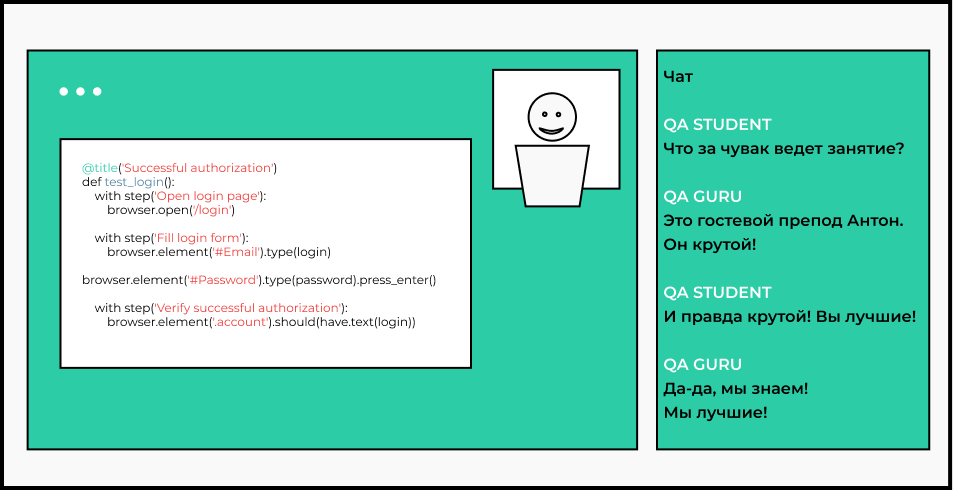 @title('Successful authorization')
def test_login():
with step('Open login page'):
browser.open('/login')
with step('Fill login form'):
browser.element('#Email').type(login)
browser.element('#Password').type(password).press_enter()
with step('Verify successful authorization'):
browser.element('.account').should(have.text(login))
Чат
QA STUDENT
Что за чувак ведет занятие?
QA GURU
Это гостевой препод Антон.
Он крутой!
QA STUDENT
И правда крутой! Вы лучшие!
QA GURU
Да-да, мы знаем!
Мы лучшие!